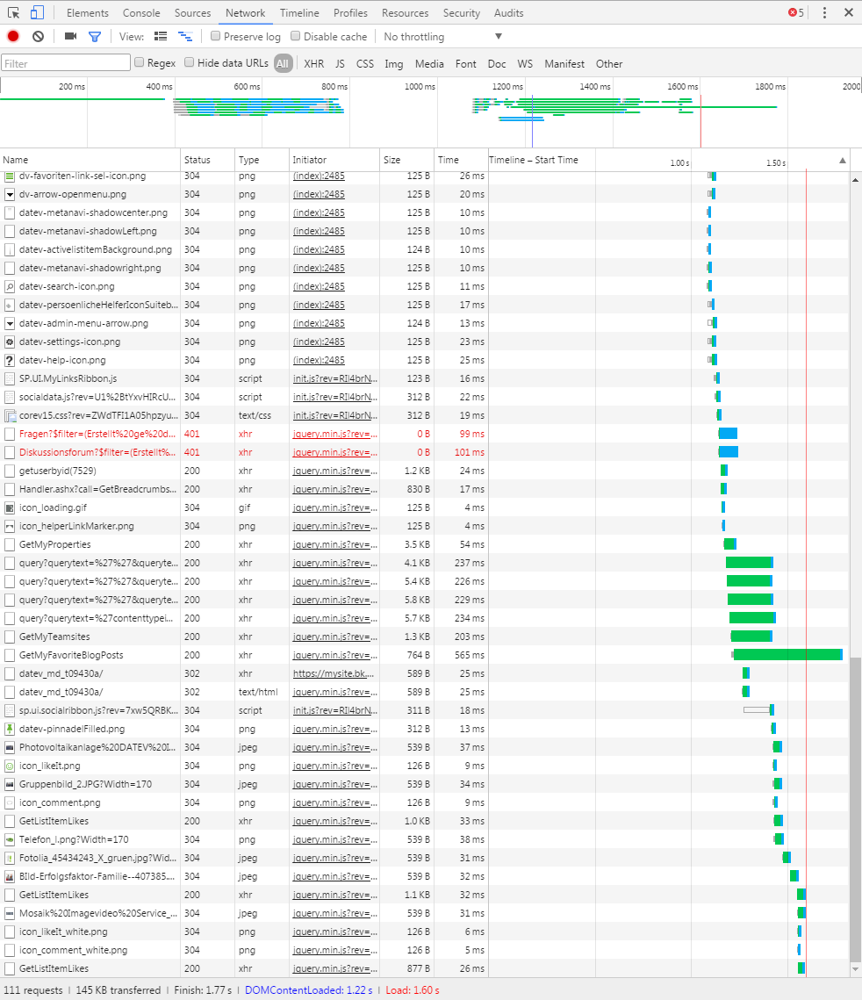 Elements Console Sources Network Timeline Profiles Resources Security Audits 5
View: Preserve log Disable cache No throttling
Filter Regex Hide data URLs All XHR JS CSS Img Media Font Doc WS Manifest Other
200 ms 400 ms 600 ms 800 ms 1000 ms 1200 ms 1400 ms 1600 ms 1800 ms 2000
Name Status Type Initiator Size Time Timeline – Start Time 1.00 s 1.50 s
dv-favoriten-link-sel-icon.png 304 png (index):2485 125 B 26 ms
dv-arrow-openmenu.png 304 png (index):2485 125 B 20 ms
datev-metanavi-shadowcenter.png 304 png (index):2485 125 B 10 ms
datev-metanavi-shadowLeft.png 304 png (index):2485 125 B 10 ms
datev-activelistitemBackground.png 304 png (index):2485 124 B 10 ms
datev-metanavi-shadowright.png 304 png (index):2485 125 B 10 ms
datev-search-icon.png 304 png (index):2485 125 B 11 ms
datev-persoenlicheHelferIconSuiteb... 304 png (index):2485 125 B 17 ms
datev-admin-menu-arrow.png 304 png (index):2485 124 B 13 ms
datev-settings-icon.png 304 png (index):2485 125 B 23 ms
datev-help-icon.png 304 png (index):2485 125 B 25 ms
SP.UI.MyLinksRibbon.js 304 script init.js?rev=RIl4brN... 123 B 16 ms
socialdata.js?rev=U1%2BtYxvHIRcU... 304 script init.js?rev=RIl4brN... 312 B 22 ms
corev15.css?rev=ZWdTFI1A05hpzyu... 304 text/css init.js?rev=RIl4brN... 312 B 19 ms
Fragen?$filter=(Erstellt%20ge%20d... 401 xhr jquery.min.js?rev=... 0 B 99 ms
Diskussionsforum?$filter=(Erstellt%... 401 xhr jquery.min.js?rev=... 0 B 101 ms
getuserbyid(7529) 200 xhr jquery.min.js?rev=... 1.2 KB 24 ms
Handler.ashx?call=GetBreadcrumbs... 200 xhr jquery.min.js?rev=... 830 B 17 ms
icon_loading.gif 304 gif jquery.min.js?rev=... 125 B 4 ms
icon_helperLinkMarker.png 304 png jquery.min.js?rev=... 125 B 4 ms
GetMyProperties 200 xhr jquery.min.js?rev=... 3.5 KB 54 ms
query?querytext=%27%27&queryte... 200 xhr jquery.min.js?rev=... 4.1 KB 237 ms
query?querytext=%27%27&queryte... 200 xhr jquery.min.js?rev=... 5.4 KB 226 ms
query?querytext=%27%27&queryte... 200 xhr jquery.min.js?rev=... 5.8 KB 229 ms
query?querytext=%27contenttypei... 200 xhr jquery.min.js?rev=... 5.7 KB 234 ms
GetMyTeamsites 200 xhr jquery.min.js?rev=... 1.3 KB 203 ms
GetMyFavoriteBlogPosts 200 xhr jquery.min.js?rev=... 764 B 565 ms
datev_md_t09430a/ 302 xhr https://mysite.bk.... 589 B 25 ms
datev_md_t09430a/ 302 text/html jquery.min.js?rev=... 589 B 25 ms
sp.ui.socialribbon.js?rev=7xw5QRBK... 304 script init.js?rev=RIl4brN... 311 B 18 ms
datev-pinnadelFilled.png 304 png jquery.min.js?rev=... 312 B 13 ms
Photovoltaikanlage%20DATEV%20I... 304 jpeg jquery.min.js?rev=... 539 B 37 ms
icon_likeIt.png 304 png jquery.min.js?rev=... 126 B 9 ms
Gruppenbild_2.JPG?Width=170 304 jpeg jquery.min.js?rev=... 539 B 34 ms
icon_comment.png 304 png jquery.min.js?rev=... 126 B 9 ms
GetListItemLikes 200 xhr jquery.min.js?rev=... 1.0 KB 33 ms
Telefon_I.png?Width=170 304 png jquery.min.js?rev=... 539 B 38 ms
Fotolia_45434243_X_gruen.jpg?Wid... 304 jpeg jquery.min.js?rev=... 539 B 31 ms
BIld-Erfolgsfaktor-Familie--407385.... 304 jpeg jquery.min.js?rev=... 539 B 32 ms
GetListItemLikes 200 xhr jquery.min.js?rev=... 1.1 KB 32 ms
Mosaik%20Imagevideo%20Service_... 304 jpeg jquery.min.js?rev=... 539 B 31 ms
icon_likeIt_white.png 304 png jquery.min.js?rev=... 126 B 6 ms
icon_comment_white.png 304 png jquery.min.js?rev=... 126 B 5 ms
GetListItemLikes 200 xhr jquery.min.js?rev=... 877 B 26 ms
111 requests | 145 KB transferred | Finish: 1.77 s | DOMContentLoaded: 1.22 s | Load: 1.60 s